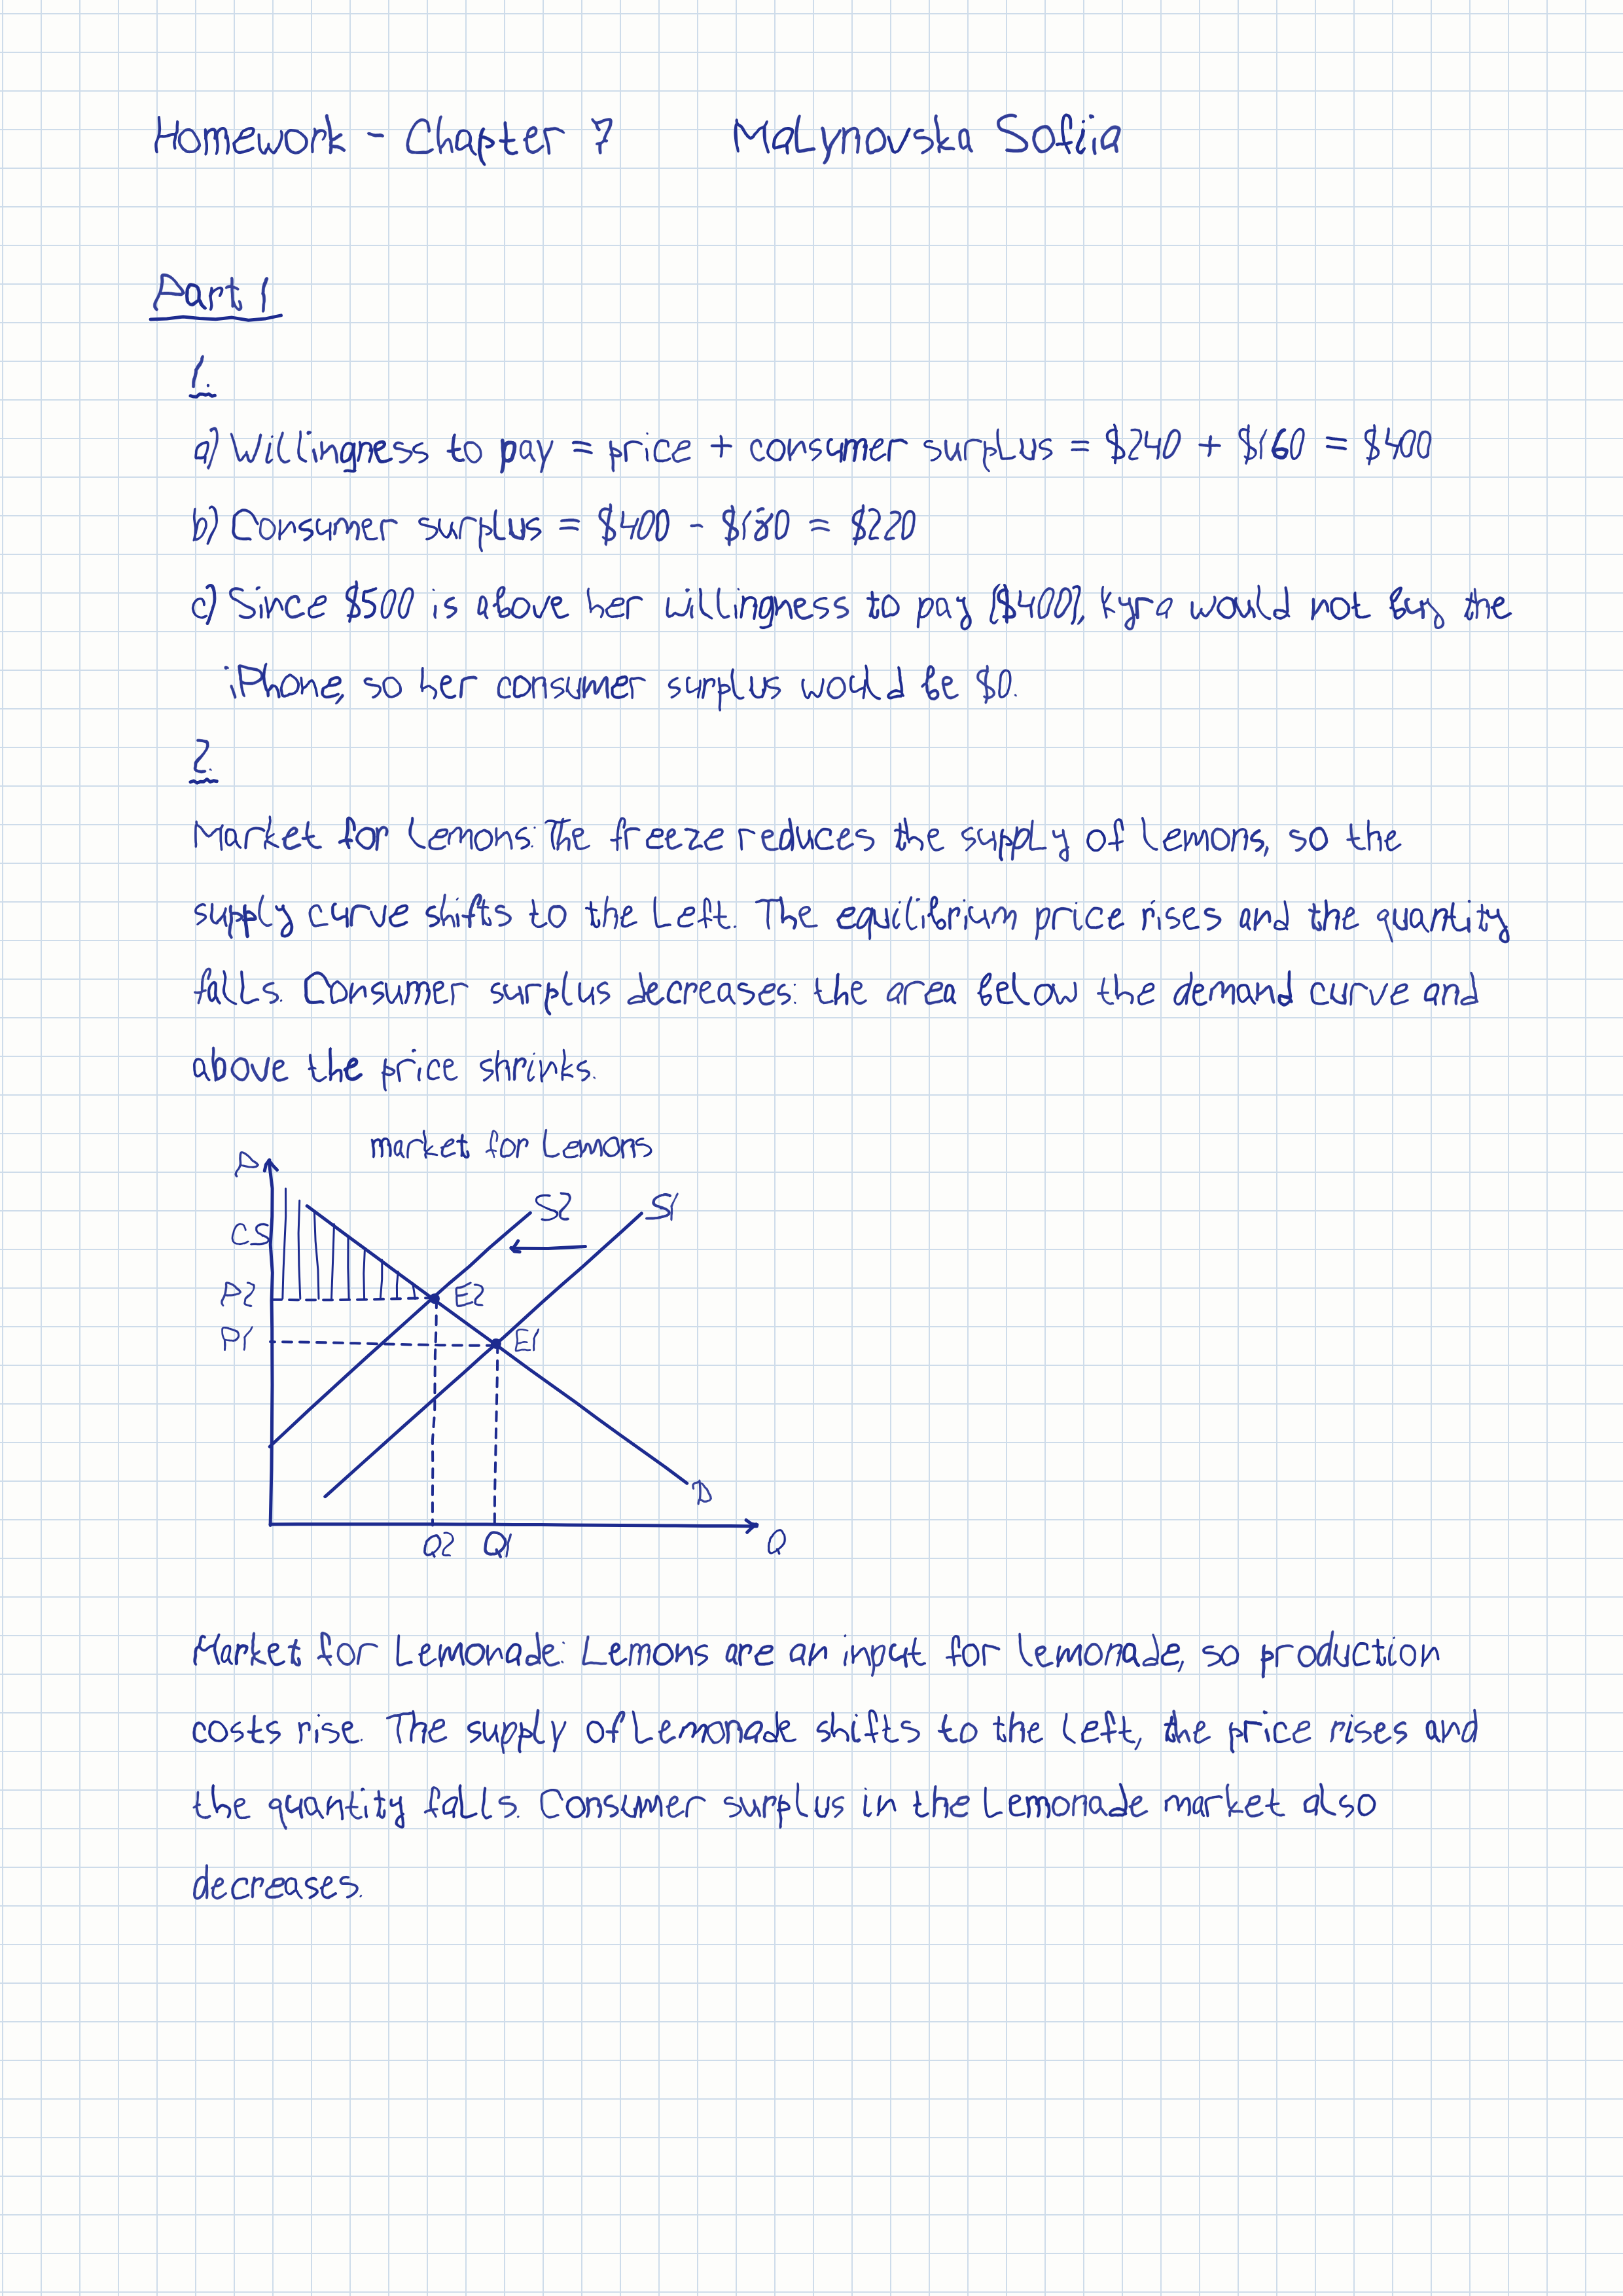 Homework - Chapter 7 Malynovska Sofiia
Part 1
1.
a) Willingness to pay = price + consumer surplus = $240 + $160 = $400
b) Consumer surplus = $400 - $180 = $220
c) Since $500 is above her willingness to pay ($400), Kyra would not buy the
iPhone, so her consumer surplus would be $0.
2.
Market for lemons: The freeze reduces the supply of lemons, so the
supply curve shifts to the left. The equilibrium price rises and the quantity
falls. Consumer surplus decreases: the area below the demand curve and
above the price shrinks.
market for lemons
P
S2 S1
CS
P2 E2
P1 E1
D
Q2 Q1 Q
Market for lemonade: Lemons are an input for lemonade, so production
costs rise. The supply of lemonade shifts to the left, the price rises and
the quantity falls. Consumer surplus in the lemonade market also
decreases.